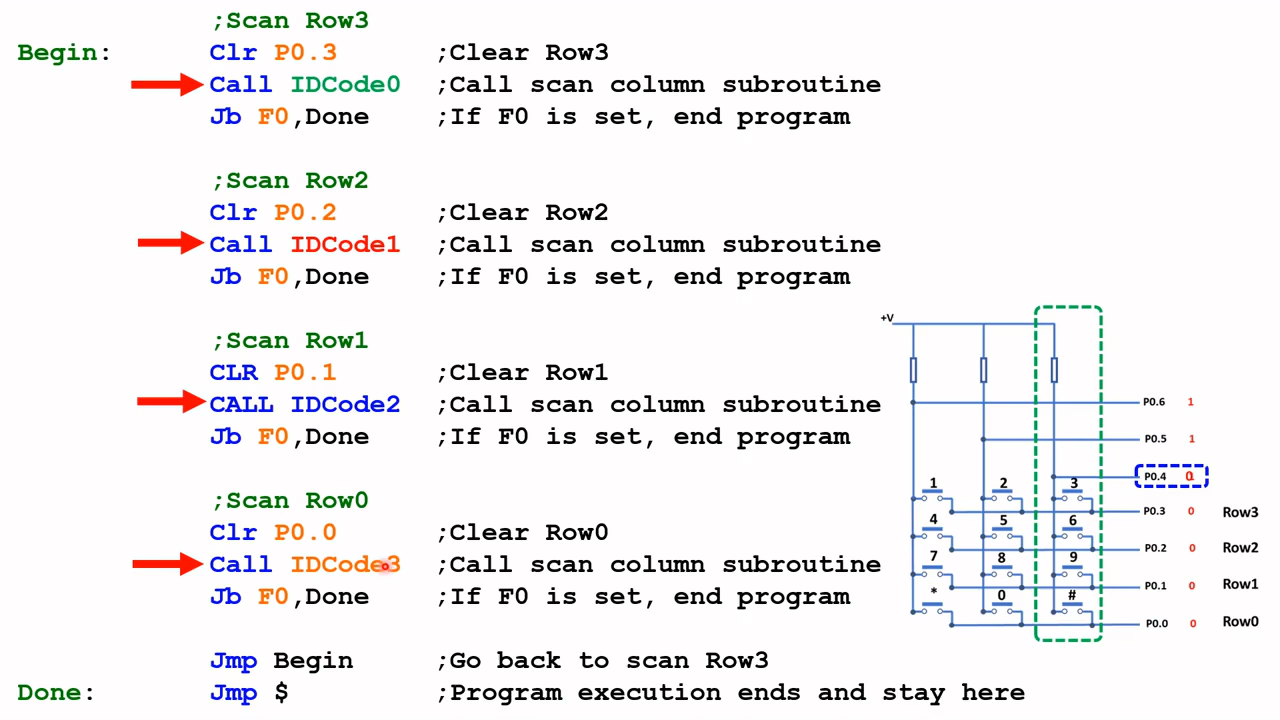 ;Scan Row3
Begin: Clr P0.3 ;Clear Row3
Call IDCode0 ;Call scan column subroutine
Jb F0,Done ;If F0 is set, end program
;Scan Row2
Clr P0.2 ;Clear Row2
Call IDCode1 ;Call scan column subroutine
Jb F0,Done ;If F0 is set, end program
;Scan Row1
CLR P0.1 ;Clear Row1
CALL IDCode2 ;Call scan column subroutine
Jb F0,Done ;If F0 is set, end program
;Scan Row0
Clr P0.0 ;Clear Row0
Call IDCode3 ;Call scan column subroutine
Jb F0,Done ;If F0 is set, end program
Jmp Begin ;Go back to scan Row3
Done: Jmp $ ;Program execution ends and stay here
+V
P0.6 1
P0.5 1
P0.4
1 2 3
P0.3 0 Row3
4 5 6
P0.2 0 Row2
7 8 9
P0.1 0 Row1
* 0 #
P0.0 0 Row0